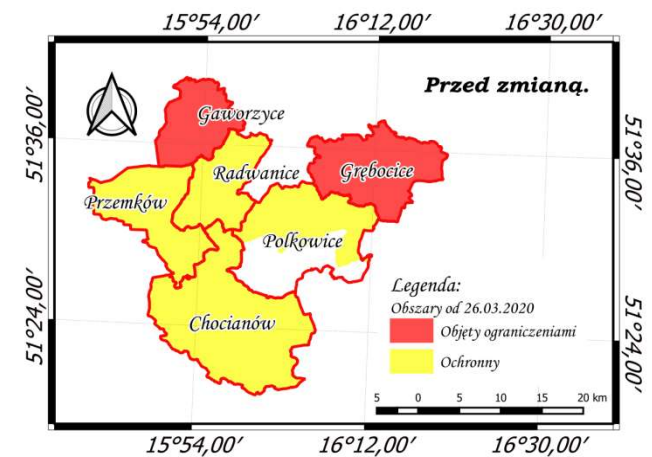 15°54,00′ 16°12,00′ 16°30,00′
Przed zmianą.
51°36,00′
51°36,00′
Gaworzyce
Radwanice
Grębocice
Przemków
Polkowice
Chocianów
51°24,00′
51°24,00′
Legenda:
Obszary od 26.03.2020
Objęty ograniczeniami
Ochronny
5 0 5 10 15 20 km
15°54,00′ 16°12,00′ 16°30,00′